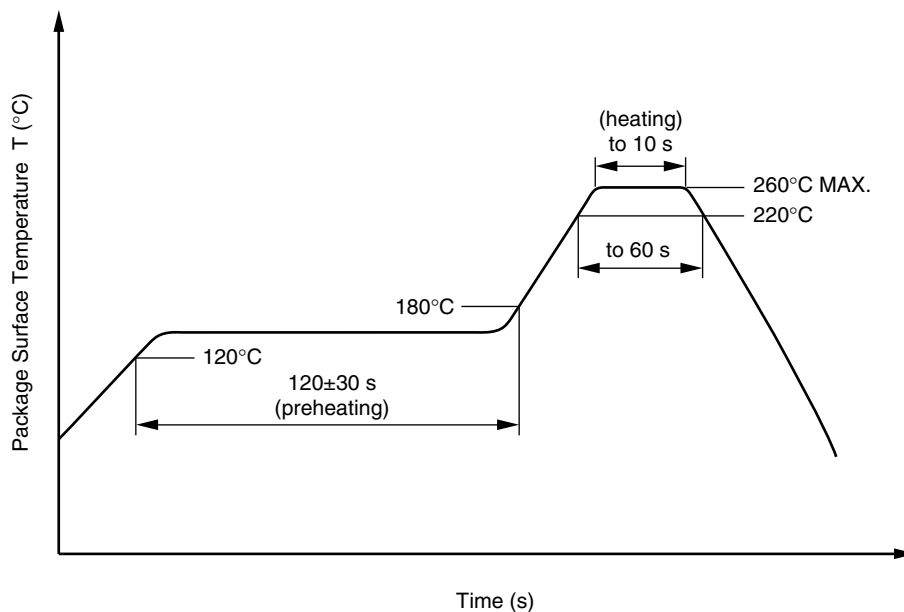 Package Surface Temperature T (°C)
(heating)
to 10 s
260°C MAX.
220°C
to 60 s
180°C
120°C
120±30 s
(preheating)
Time (s)